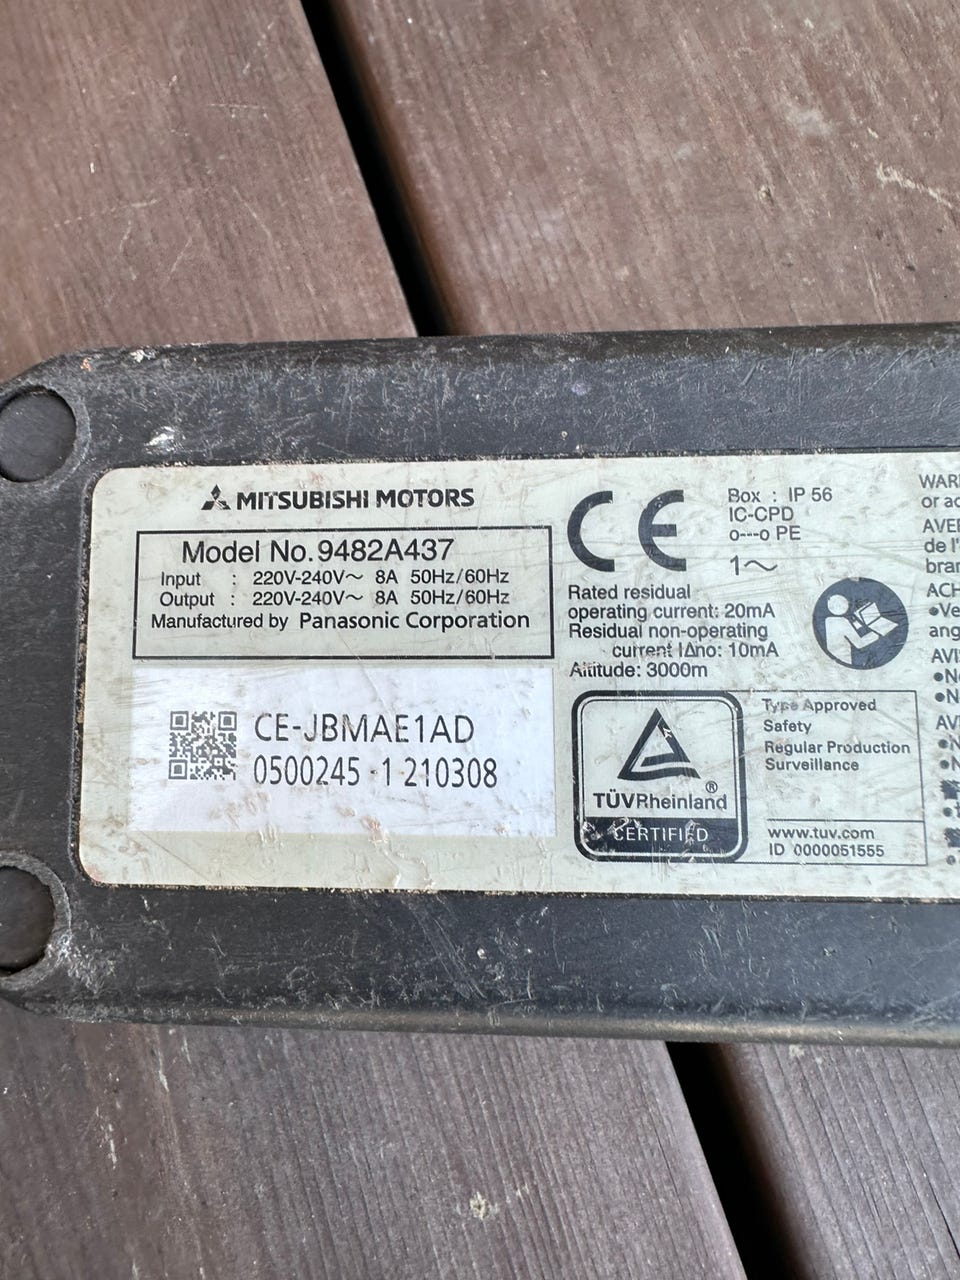 MITSUBISHI MOTORS
Model No. 9482A437
Input : 220V-240V～ 8A 50Hz/60Hz
Output : 220V-240V～ 8A 50Hz/60Hz
Manufactured by Panasonic Corporation
CE-JBMAE1AD
0500245 1 210308
CE
Box : IP 56
IC-CPD
o---o PE
1～
Rated residual
operating current: 20mA
Residual non-operating
current I∆no: 10mA
Altitude: 3000m
TÜVRheinland®
CERTIFIED
Type Approved
Safety
Regular Production
Surveillance
www.tuv.com
ID 0000051555
or
de l'